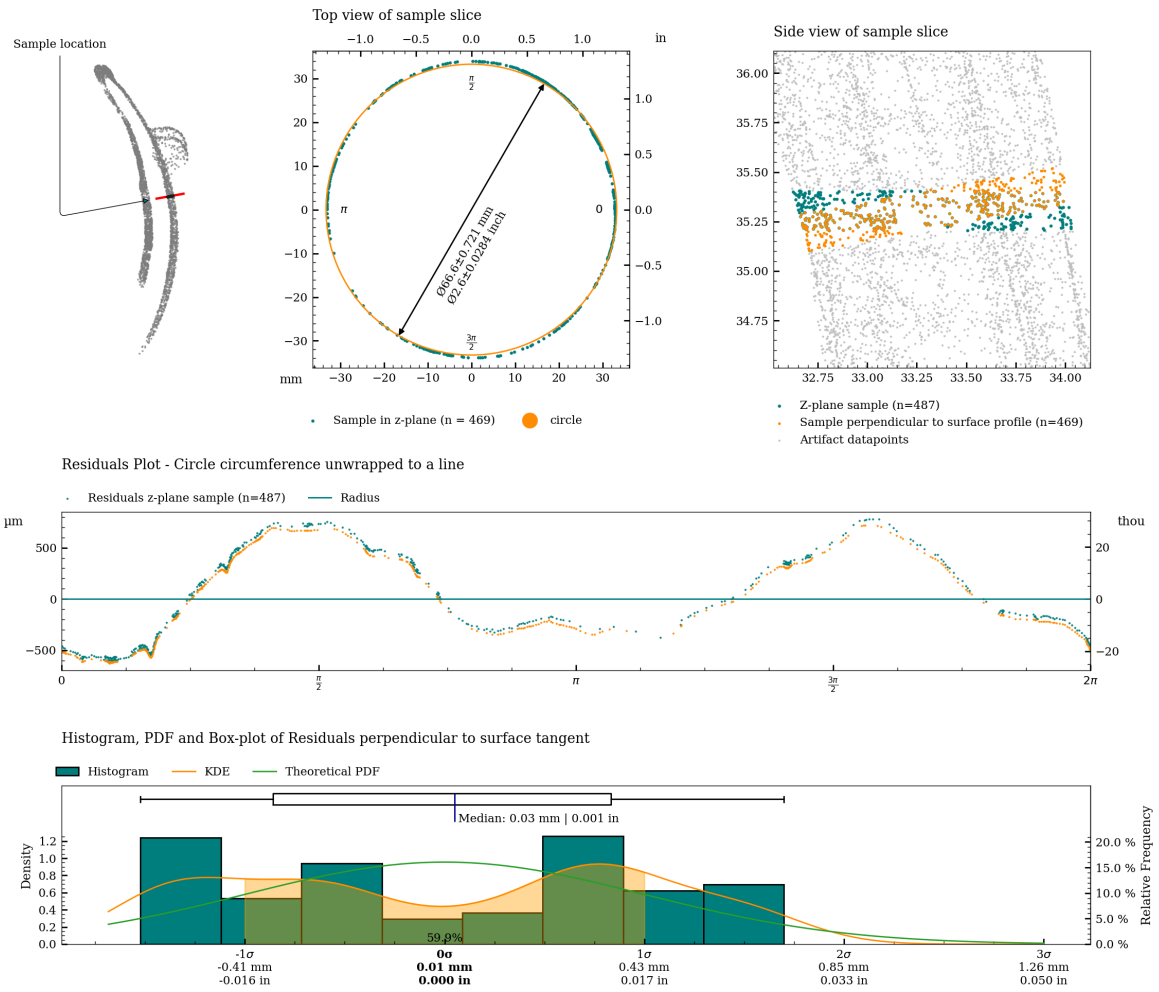 Sample location
Top view of sample slice
−1.0 −0.5 0.0 0.5 1.0 in
30
20
10
0
−10
−20
−30
π/2
π
0
3π/2
1.0
0.5
0.0
−0.5
−1.0
Ø66.6±0.721 mm
Ø2.6±0.0284 inch
mm −30 −20 −10 0 10 20 30
Sample in z-plane (n = 469) circle
Side view of sample slice
36.00
35.75
35.50
35.25
35.00
34.75
32.75 33.00 33.25 33.50 33.75 34.00
Z-plane sample (n=487)
Sample perpendicular to surface profile (n=469)
Artifact datapoints
Residuals Plot - Circle circumference unwrapped to a line
Residuals z-plane sample (n=487) Radius
µm thou
500
0
−500
20
0
−20
0 π/2 π 3π/2 2π
Histogram, PDF and Box-plot of Residuals perpendicular to surface tangent
Histogram KDE Theoretical PDF
Median: 0.03 mm | 0.001 in
Density
1.2
1.0
0.8
0.6
0.4
0.2
0.0
59.9%
Relative Frequency
20.0 %
15.0 %
10.0 %
5.0 %
0.0 %
-1σ 0σ 1σ 2σ 3σ
-0.41 mm 0.01 mm 0.43 mm 0.85 mm 1.26 mm
-0.016 in 0.000 in 0.017 in 0.033 in 0.050 in